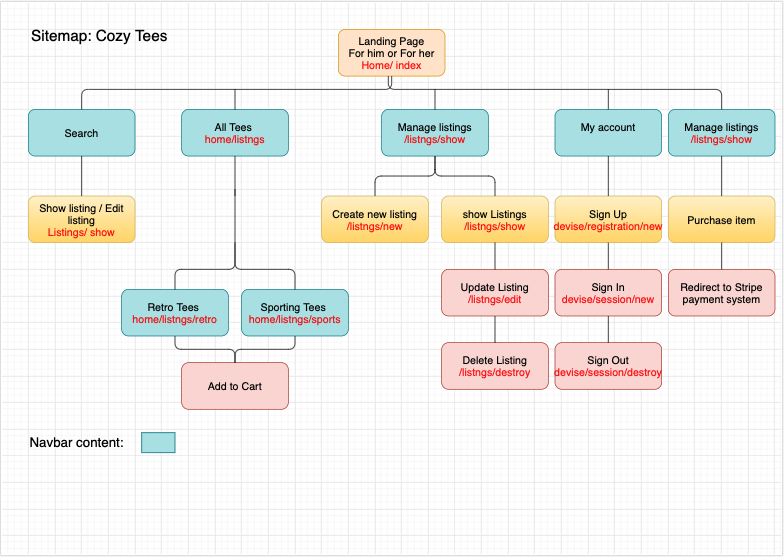 Sitemap: Cozy Tees
Landing Page
For him or For her
Home/ index
Search
All Tees
home/listngs
Manage listings
/listngs/show
My account
Manage listings
/listngs/show
Show listing / Edit
listing
Listngs/ show
Create new listing
/listngs/new
show Listings
/listngs/show
Sign Up
devise/registration/new
Purchase item
Update Listing
/listngs/edit
Sign In
devise/session/new
Redirect to Stripe
payment system
Retro Tees
home/listngs/retro
Sporting Tees
home/listngs/sports
Delete Listing
/listngs/destroy
Sign Out
devise/session/destroy
Add to Cart
Navbar content: